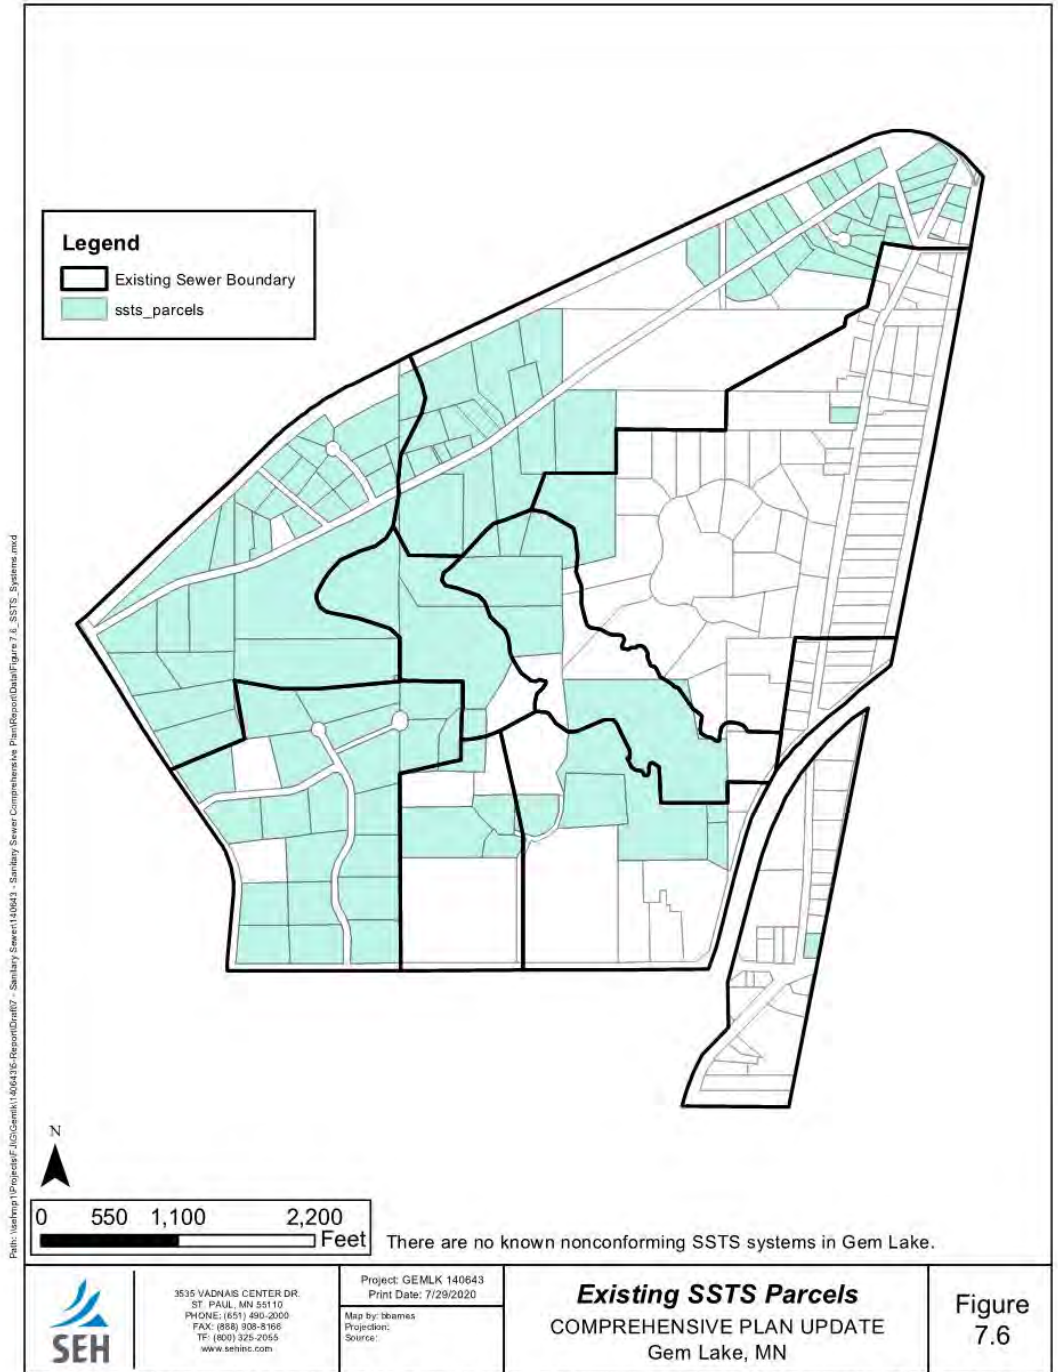 Legend
Existing Sewer Boundary
ssts_parcels
N
0 550 1,100 2,200
Feet
There are no known nonconforming SSTS systems in Gem Lake.
SEH
3535 VADNAIS CENTER DR.
ST. PAUL, MN 55110
PHONE: (651) 490-2000
FAX: (888) 908-8166
TF: (800) 325-2055
www.sehinc.com
Project: GEMLK 140643
Print Date: 7/29/2020
Map by: bbarnes
Projection:
Source:
Existing SSTS Parcels
COMPREHENSIVE PLAN UPDATE
Gem Lake, MN
Figure
7.6